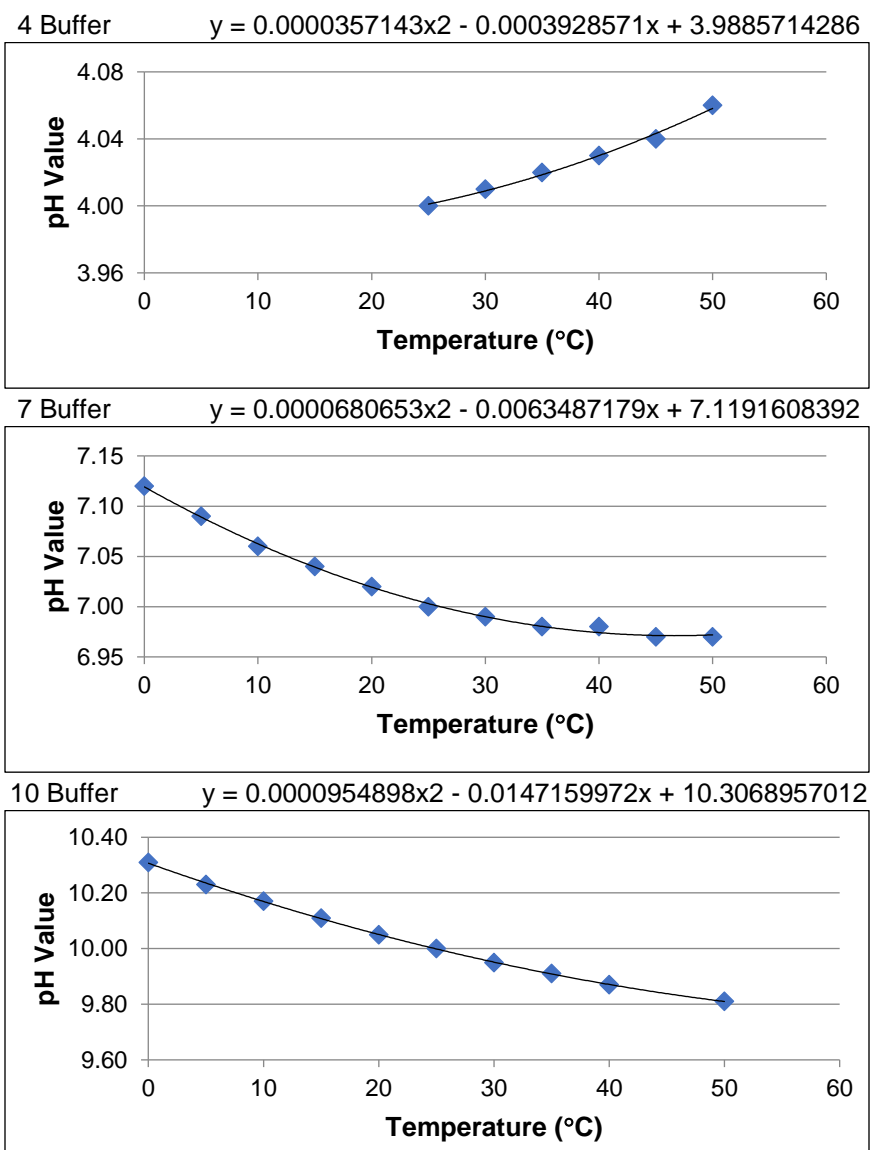 4 Buffer y = 0.0000357143x2 - 0.0003928571x + 3.9885714286
4.08
4.04
4.00
3.96
pH Value
0 10 20 30 40 50 60
Temperature (°C)
7 Buffer y = 0.0000680653x2 - 0.0063487179x + 7.1191608392
7.15
7.10
7.05
7.00
6.95
pH Value
0 10 20 30 40 50 60
Temperature (°C)
10 Buffer y = 0.0000954898x2 - 0.0147159972x + 10.3068957012
10.40
10.20
10.00
9.80
9.60
pH Value
0 10 20 30 40 50 60
Temperature (°C)